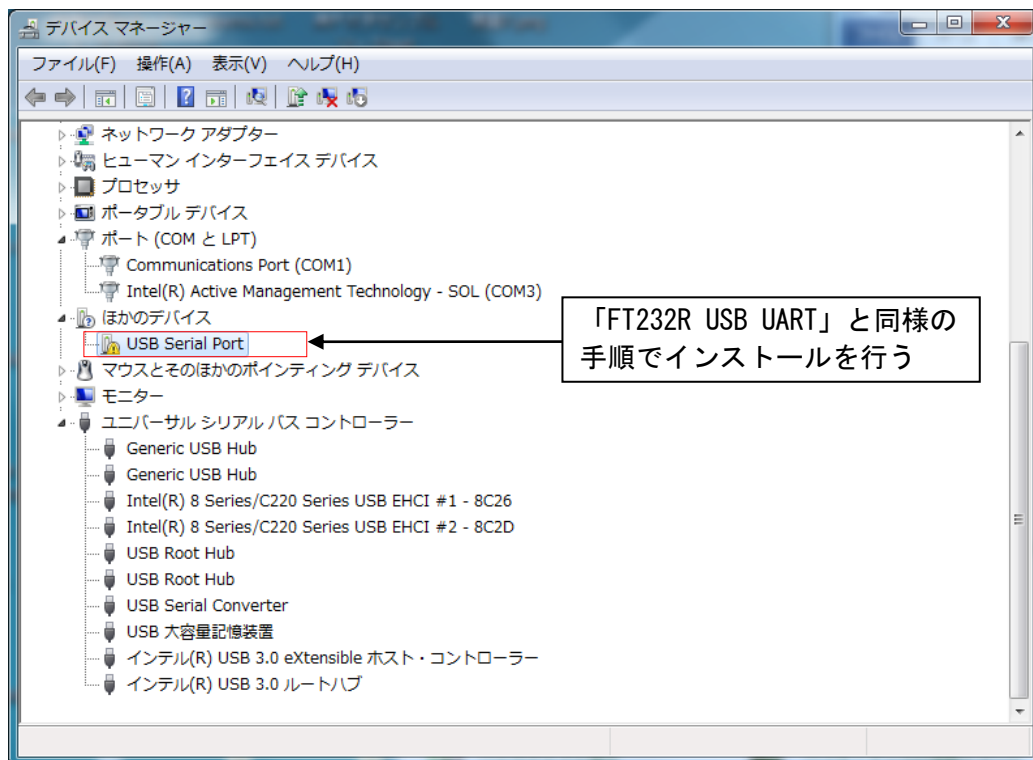 デバイス マネージャー
ファイル(F) 操作(A) 表示(V) ヘルプ(H)
ネットワーク アダプター
ヒューマン インターフェイス デバイス
プロセッサ
ポータブル デバイス
ポート (COM と LPT)
Communications Port (COM1)
Intel(R) Active Management Technology - SOL (COM3)
ほかのデバイス
USB Serial Port
「FT232R USB UART」と同様の
手順でインストールを行う
マウスとそのほかのポインティング デバイス
モニター
ユニバーサル シリアル バス コントローラー
Generic USB Hub
Generic USB Hub
Intel(R) 8 Series/C220 Series USB EHCI #1 - 8C26
Intel(R) 8 Series/C220 Series USB EHCI #2 - 8C2D
USB Root Hub
USB Root Hub
USB Serial Converter
USB 大容量記憶装置
インテル(R) USB 3.0 eXtensible ホスト・コントローラー
インテル(R) USB 3.0 ルートハブ